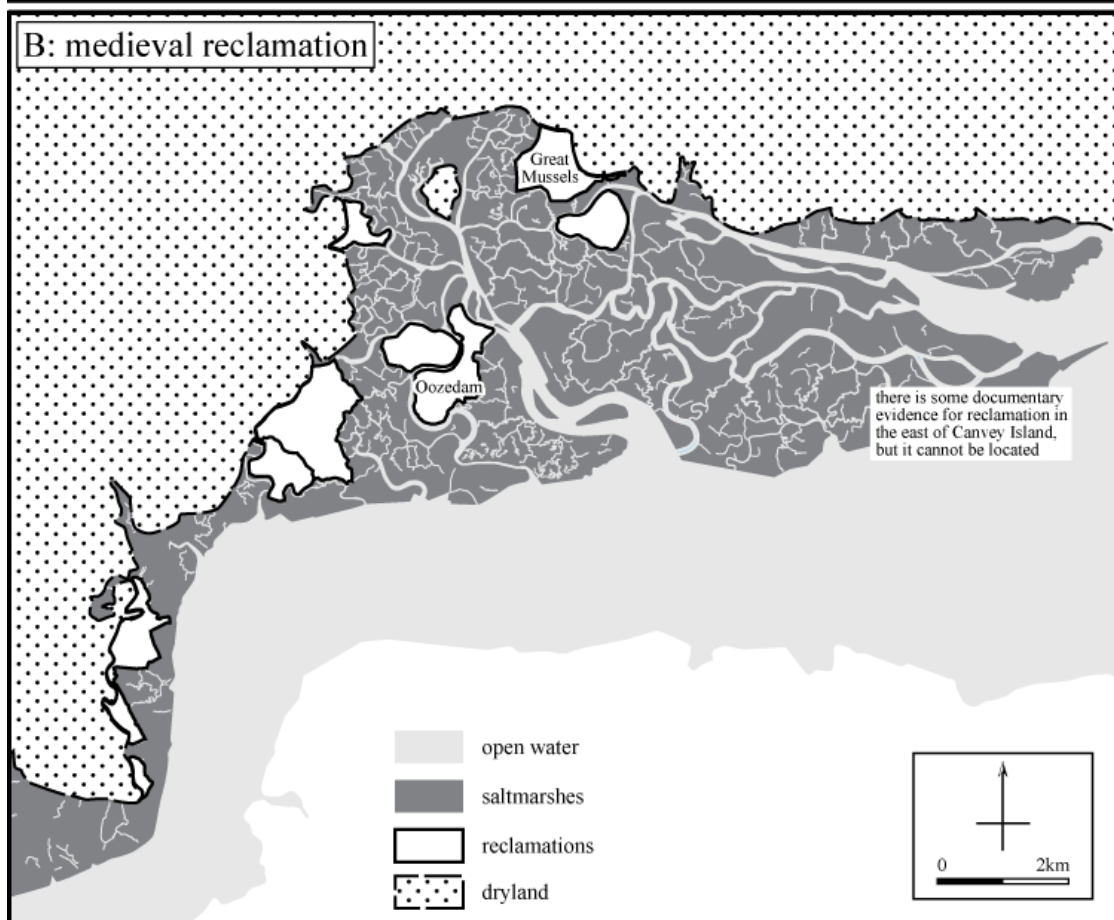 B: medieval reclamation
Great
Mussels
Oozedam
there is some documentary
evidence for reclamation in
the east of Canvey Island,
but it cannot be located
open water
saltmarshes
reclamations
dryland
0 2km